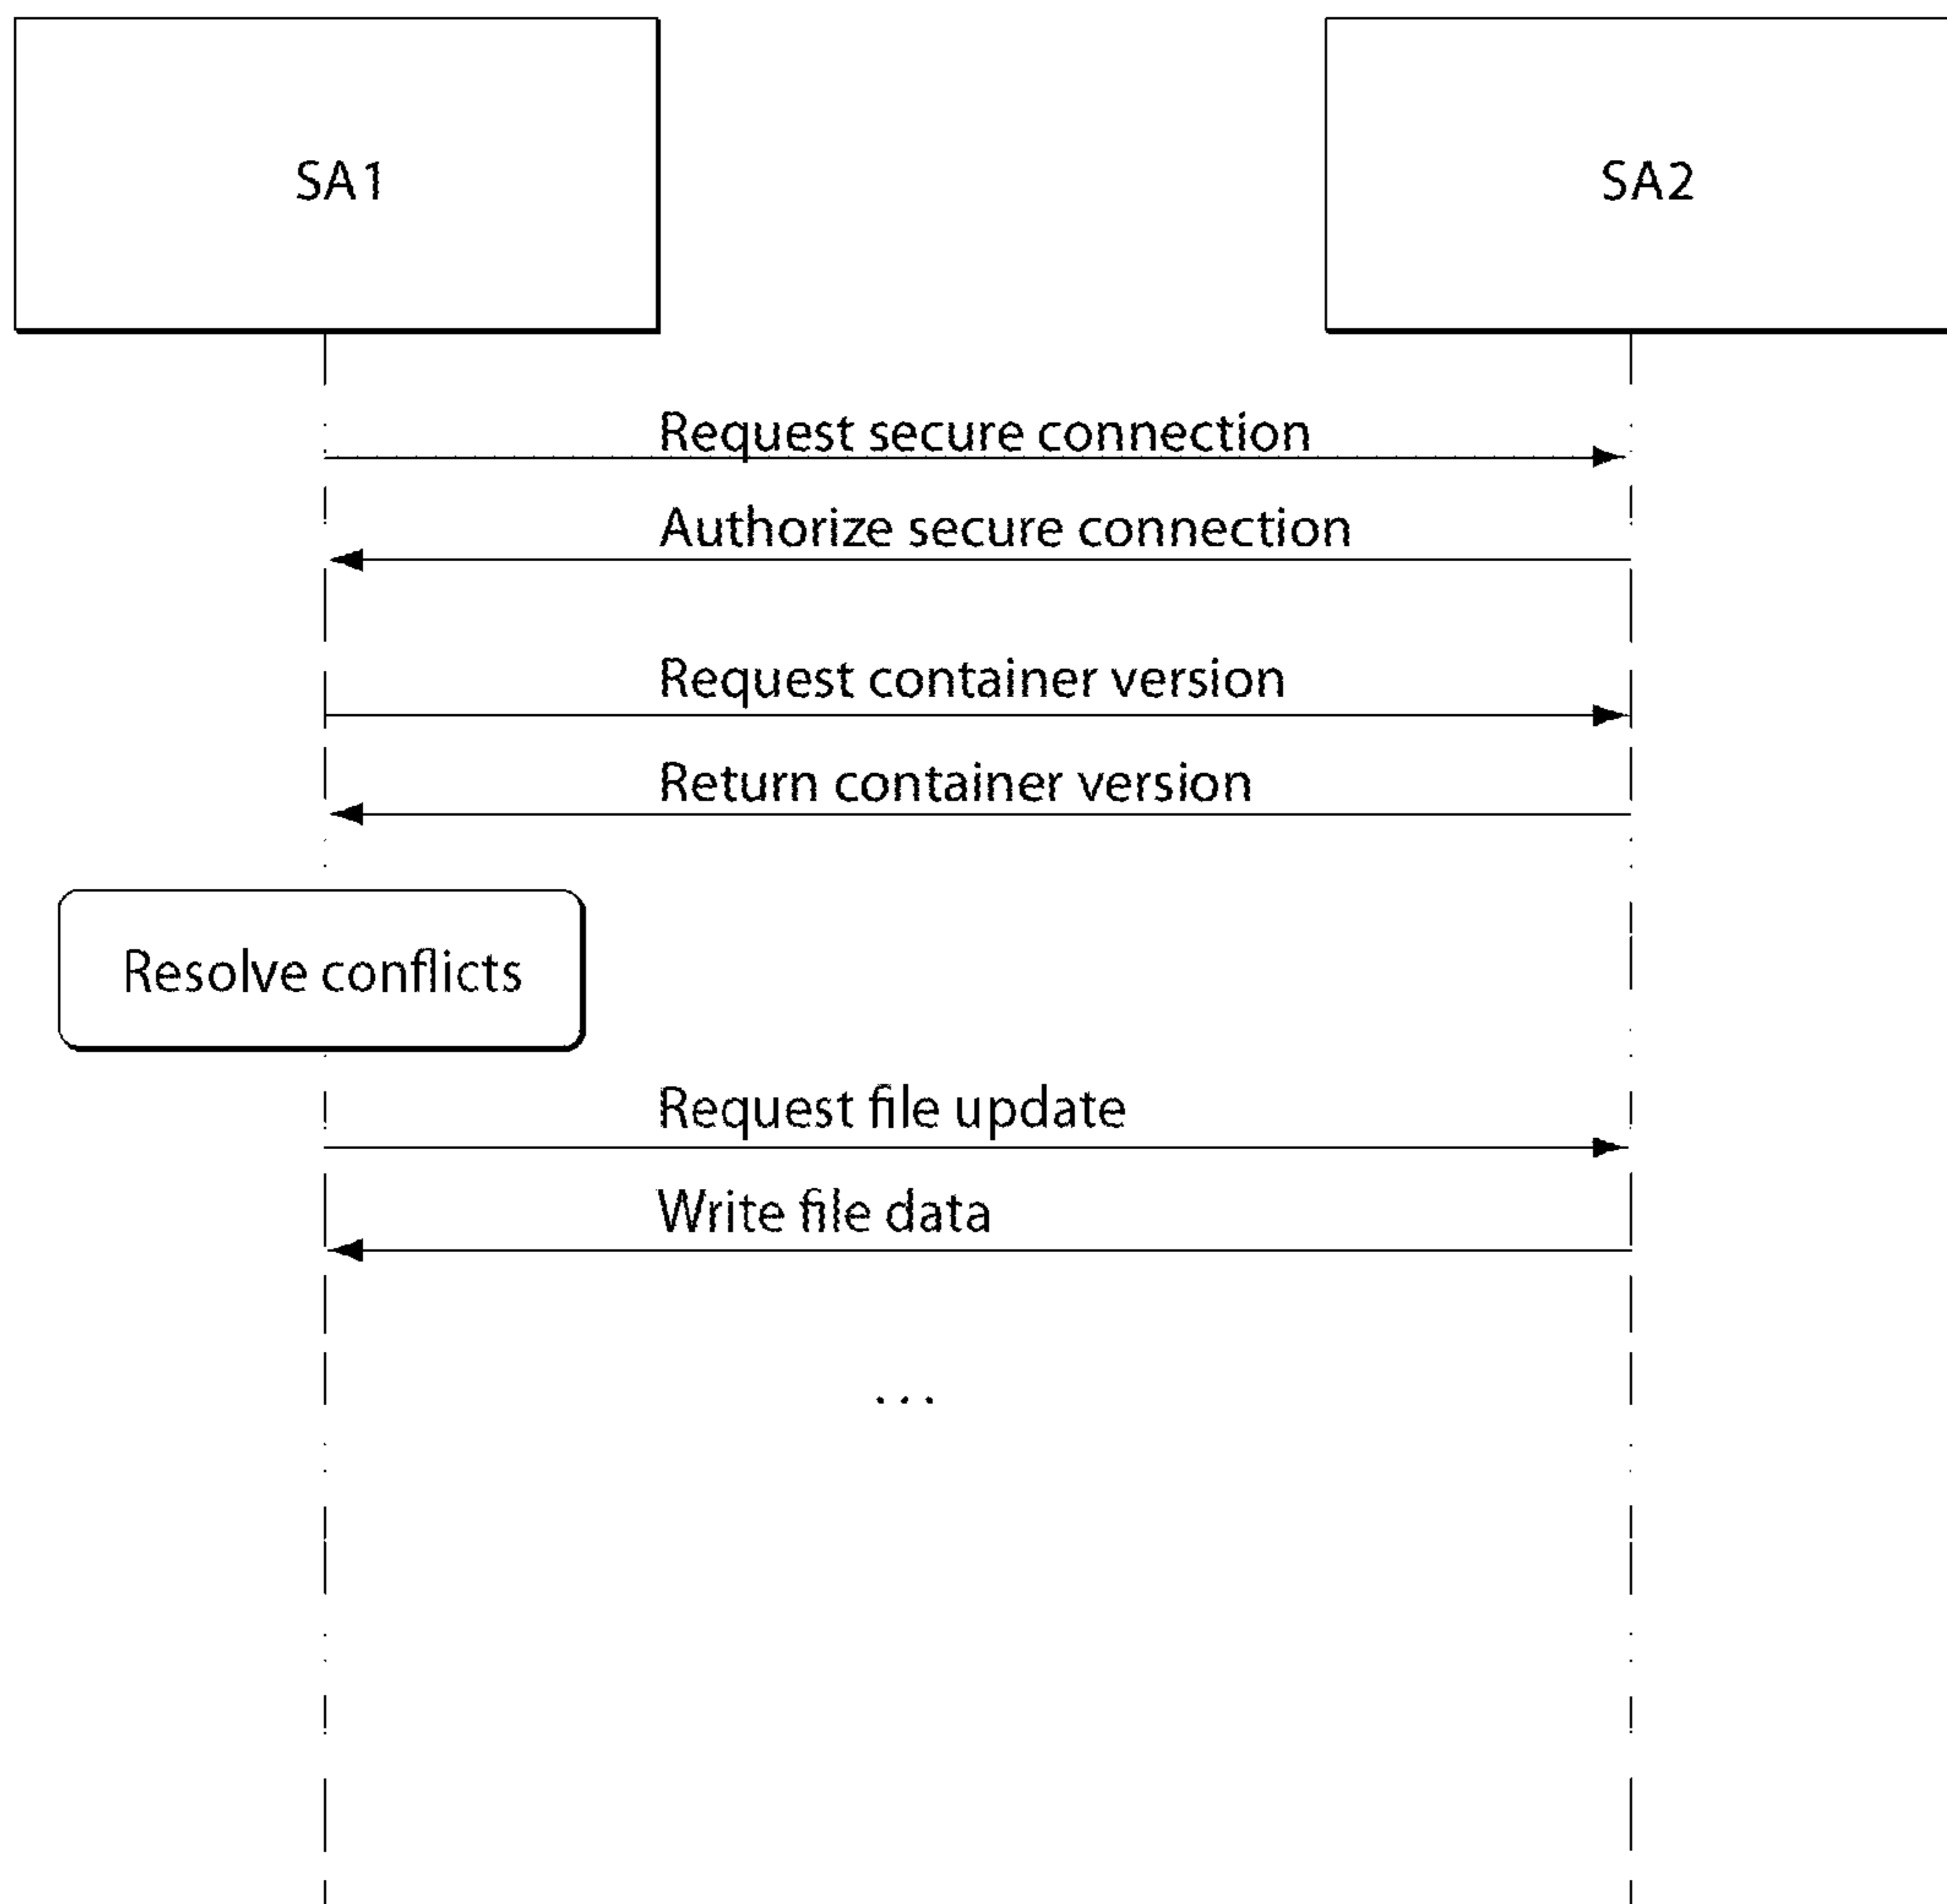 SA1
SA2
Request secure connection
Authorize secure connection
Request container version
Return container version
Resolve conflicts
Request file update
Write file data
...